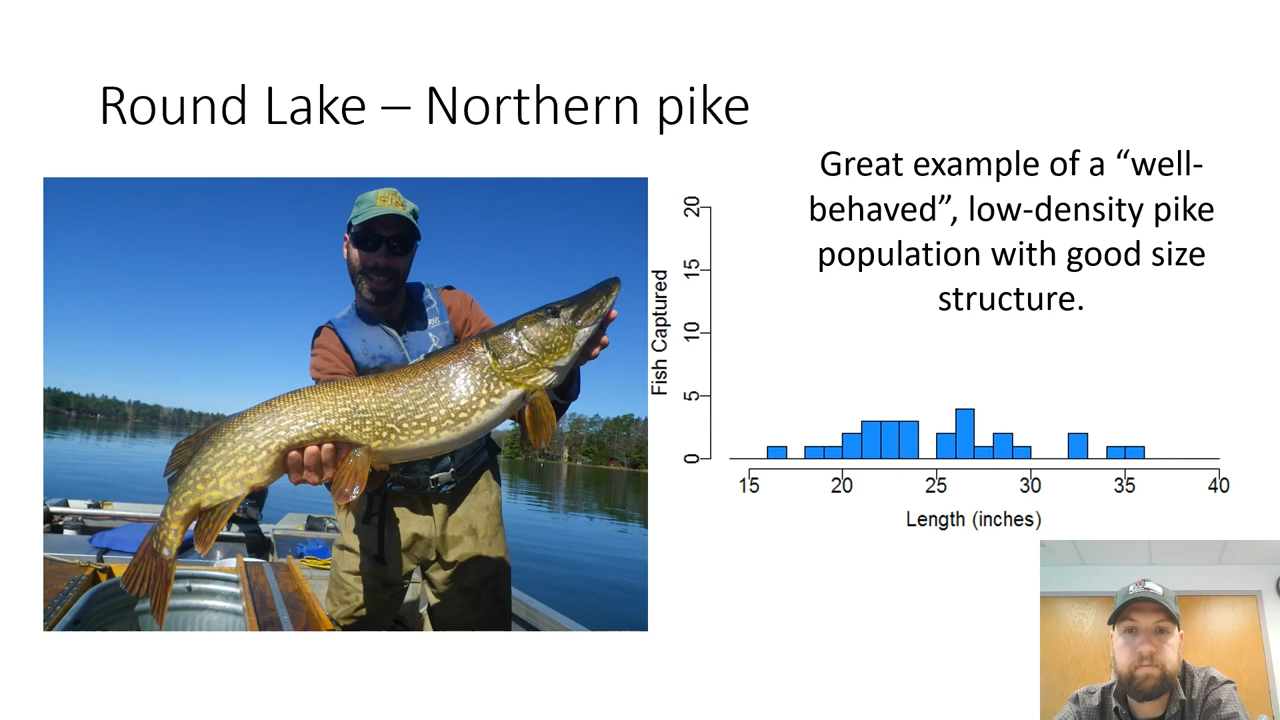 Round Lake – Northern pike
Great example of a “well-
behaved”, low-density pike
population with good size
structure.
Fish Captured
20
15
10
5
0
15 20 25 30 35 40
Length (inches)